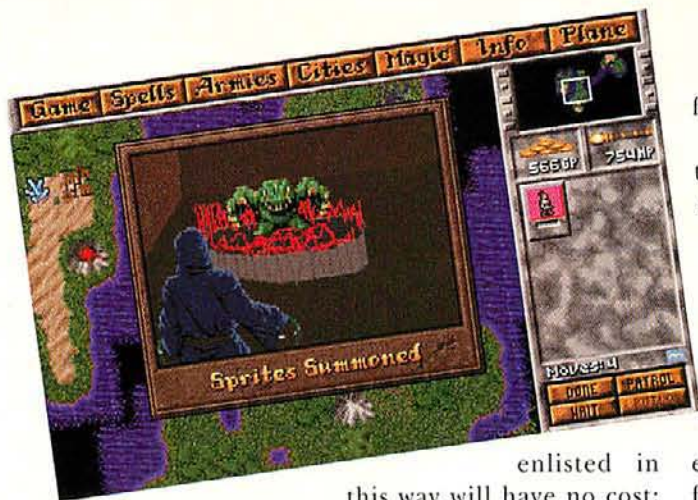 Game Spells Armies Cities Magic Info Plane
566GP 754MP
Sprites Summoned
Moves:4
DONE PATROL
WAIT
enlisted in
this way will have no cost;